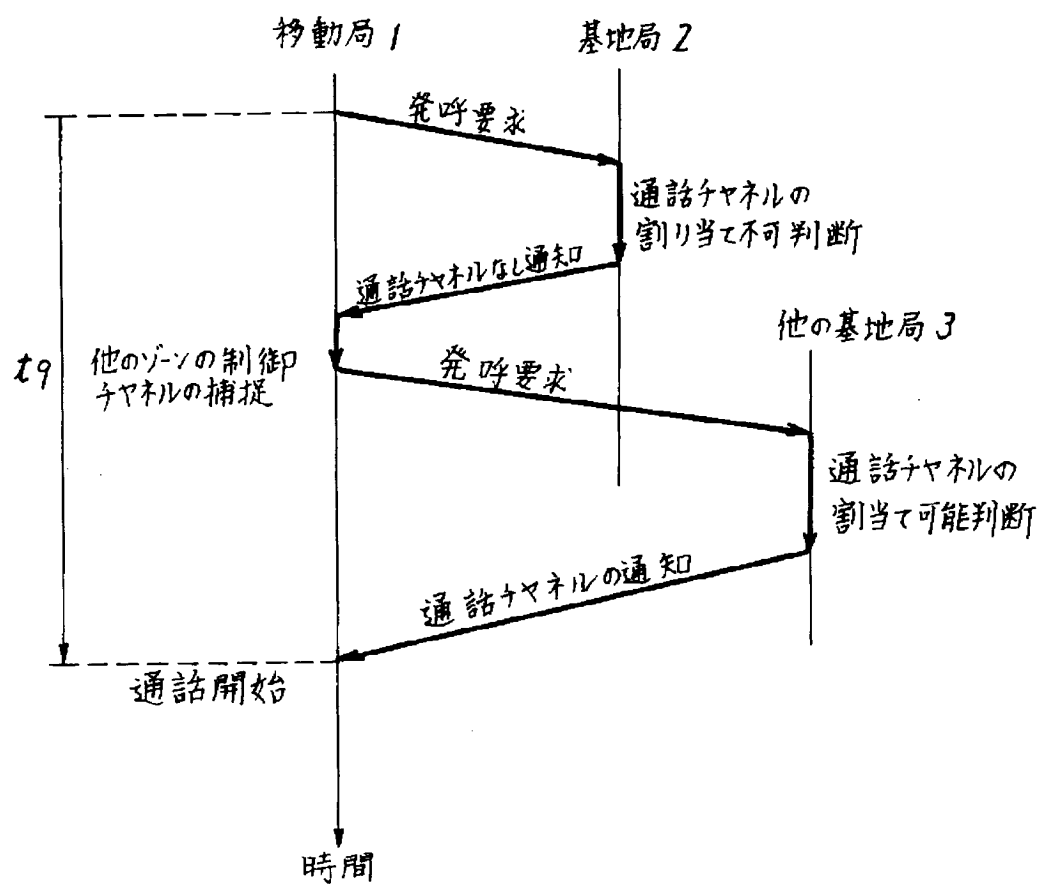 移動局1
基地局2
発呼要求
通話チャネルの
割り当て不可判断
通話チャネルなし通知
他の基地局3
t9
他のゾーンの制御
チャネルの捕捉
発呼要求
通話チャネルの
割当て可能判断
通話チャネルの通知
通話開始
時間